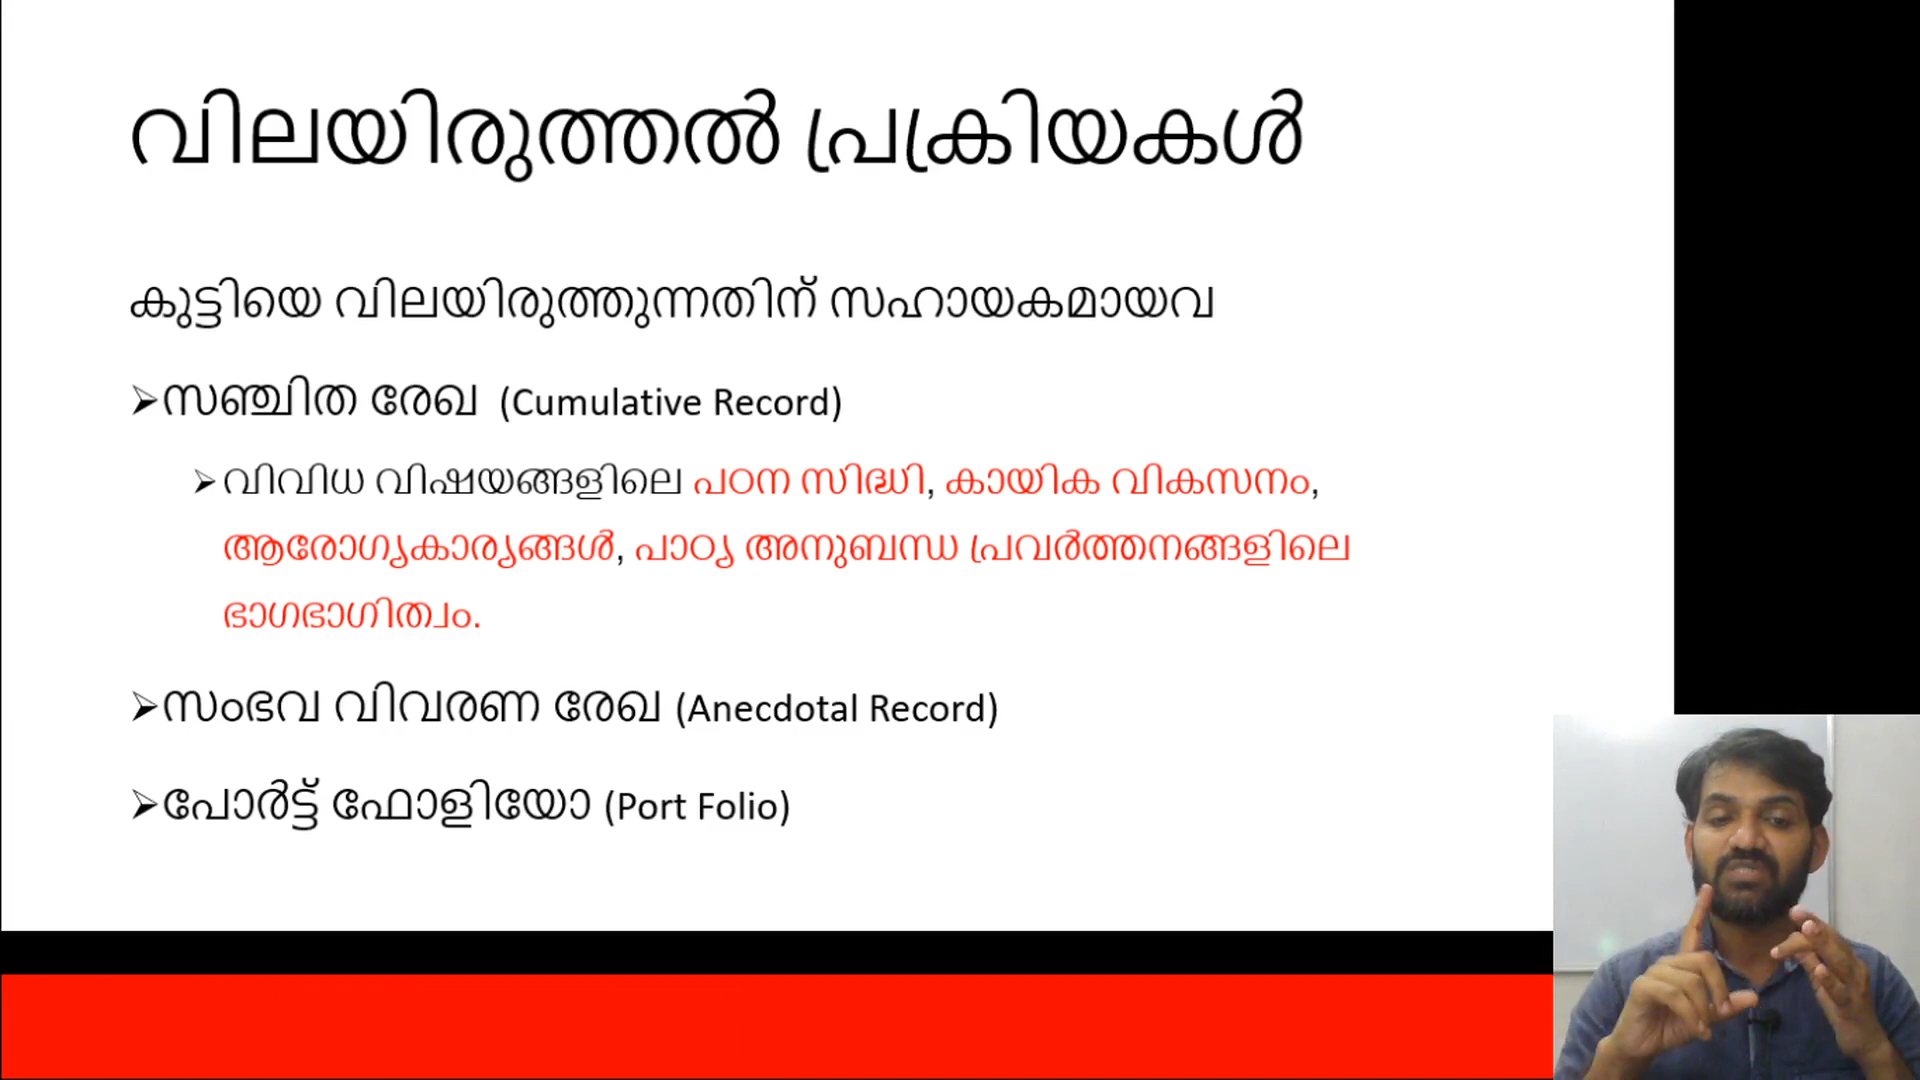 വിലയിരുത്തൽ പ്രക്രിയകൾ
കുട്ടിയെ വിലയിരുത്തുന്നതിന് സഹായകമായവ
➢സഞ്ചിത രേഖ (Cumulative Record)
➢വിവിധ വിഷയങ്ങളിലെ പഠന സിദ്ധി, കായിക വികസനം,
ആരോഗ്യകാര്യങ്ങൾ, പാഠ്യ അനുബന്ധ പ്രവർത്തനങ്ങളിലെ
ഭാഗഭാഗിത്വം.
➢സംഭവ വിവരണ രേഖ (Anecdotal Record)
➢പോർട്ട് ഫോളിയോ (Port Folio)